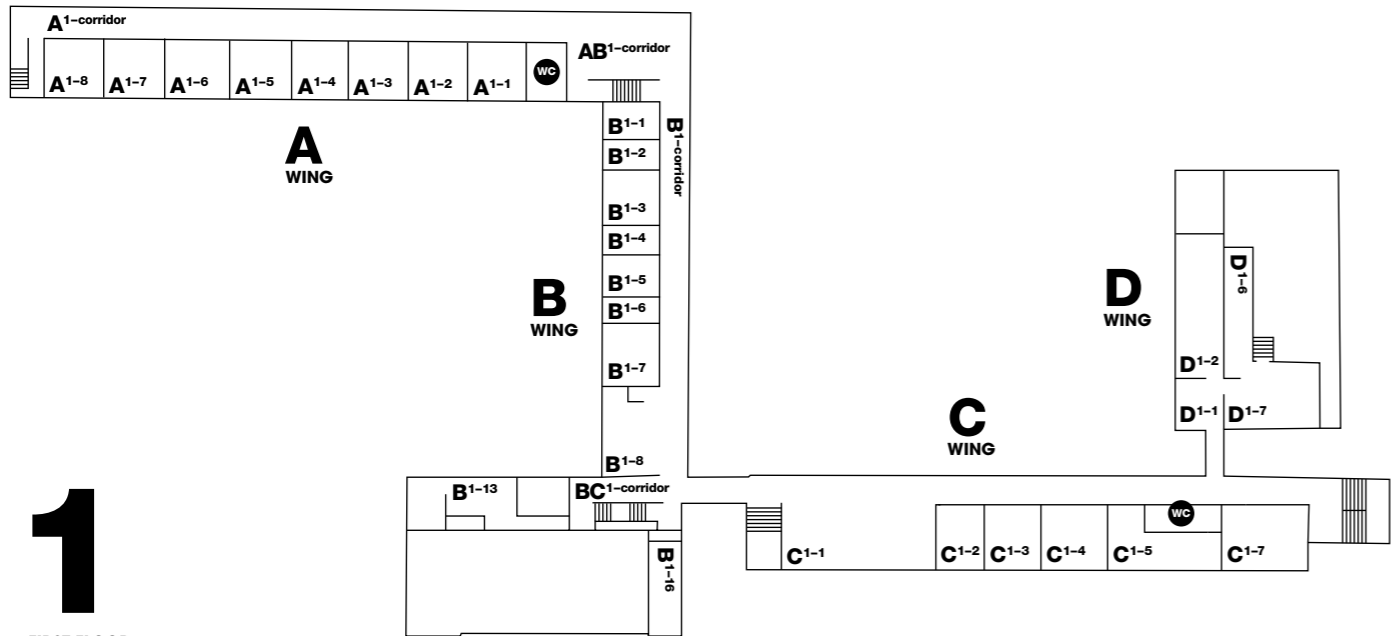 A1–corridor
AB1–corridor
A1–8
A1–7
A1–6
A1–5
A1–4
A1–3
A1–2
A1–1
WC
A
WING
B1–1
B1–corridor
B1–2
B1–3
B1–4
B1–5
B1–6
B1–7
B1–8
B
WING
D
WING
D1–6
D1–2
D1–1
D1–7
C
WING
B1–13
BC1–corridor
B1–16
WC
C1–1
C1–2
C1–3
C1–4
C1–5
C1–7
1